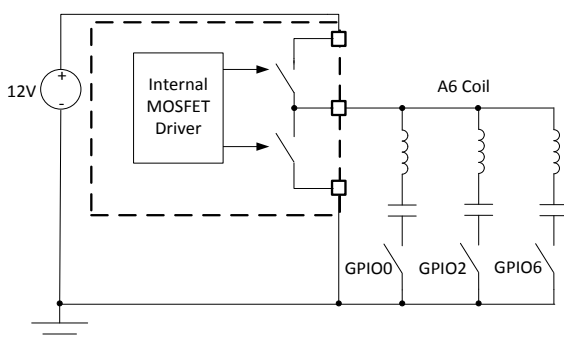 12V
+
-
Internal
MOSFET
Driver
A6 Coil
GPIO0
GPIO2
GPIO6